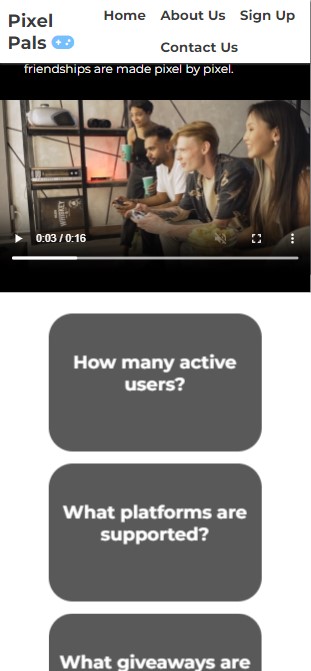 Pixel
Pals
Home About Us Sign Up
Contact Us
friendships are made pixel by pixel.
WHISKEY
0:03 / 0:16
How many active
users?
What platforms are
supported?
What giveaways are